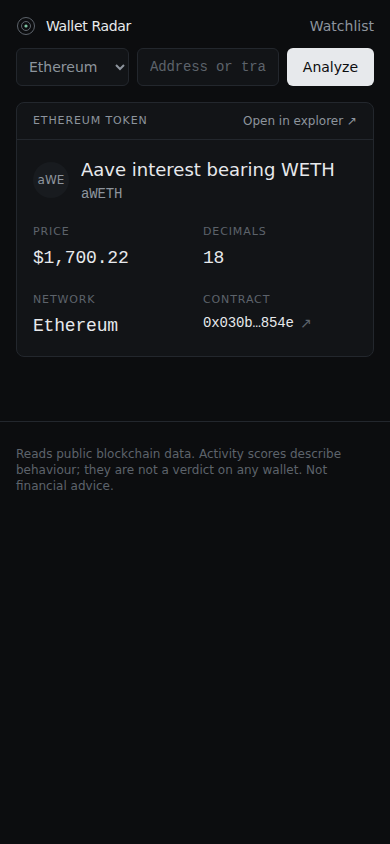 Wallet Radar Watchlist
Ethereum Address or tra Analyze
ETHEREUM TOKEN Open in explorer ↗
aWE Aave interest bearing WETH
aWETH
PRICE DECIMALS
$1,700.22 18
NETWORK CONTRACT
Ethereum 0x030b…854e ↗
Reads public blockchain data. Activity scores describe
behaviour; they are not a verdict on any wallet. Not
financial advice.